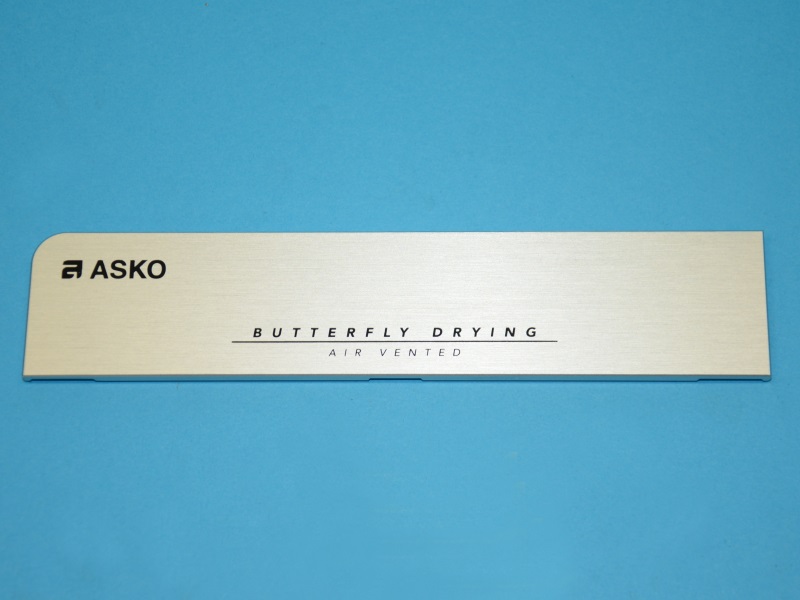 ASKO
BUTTERFLY DRYING
AIR VENTED